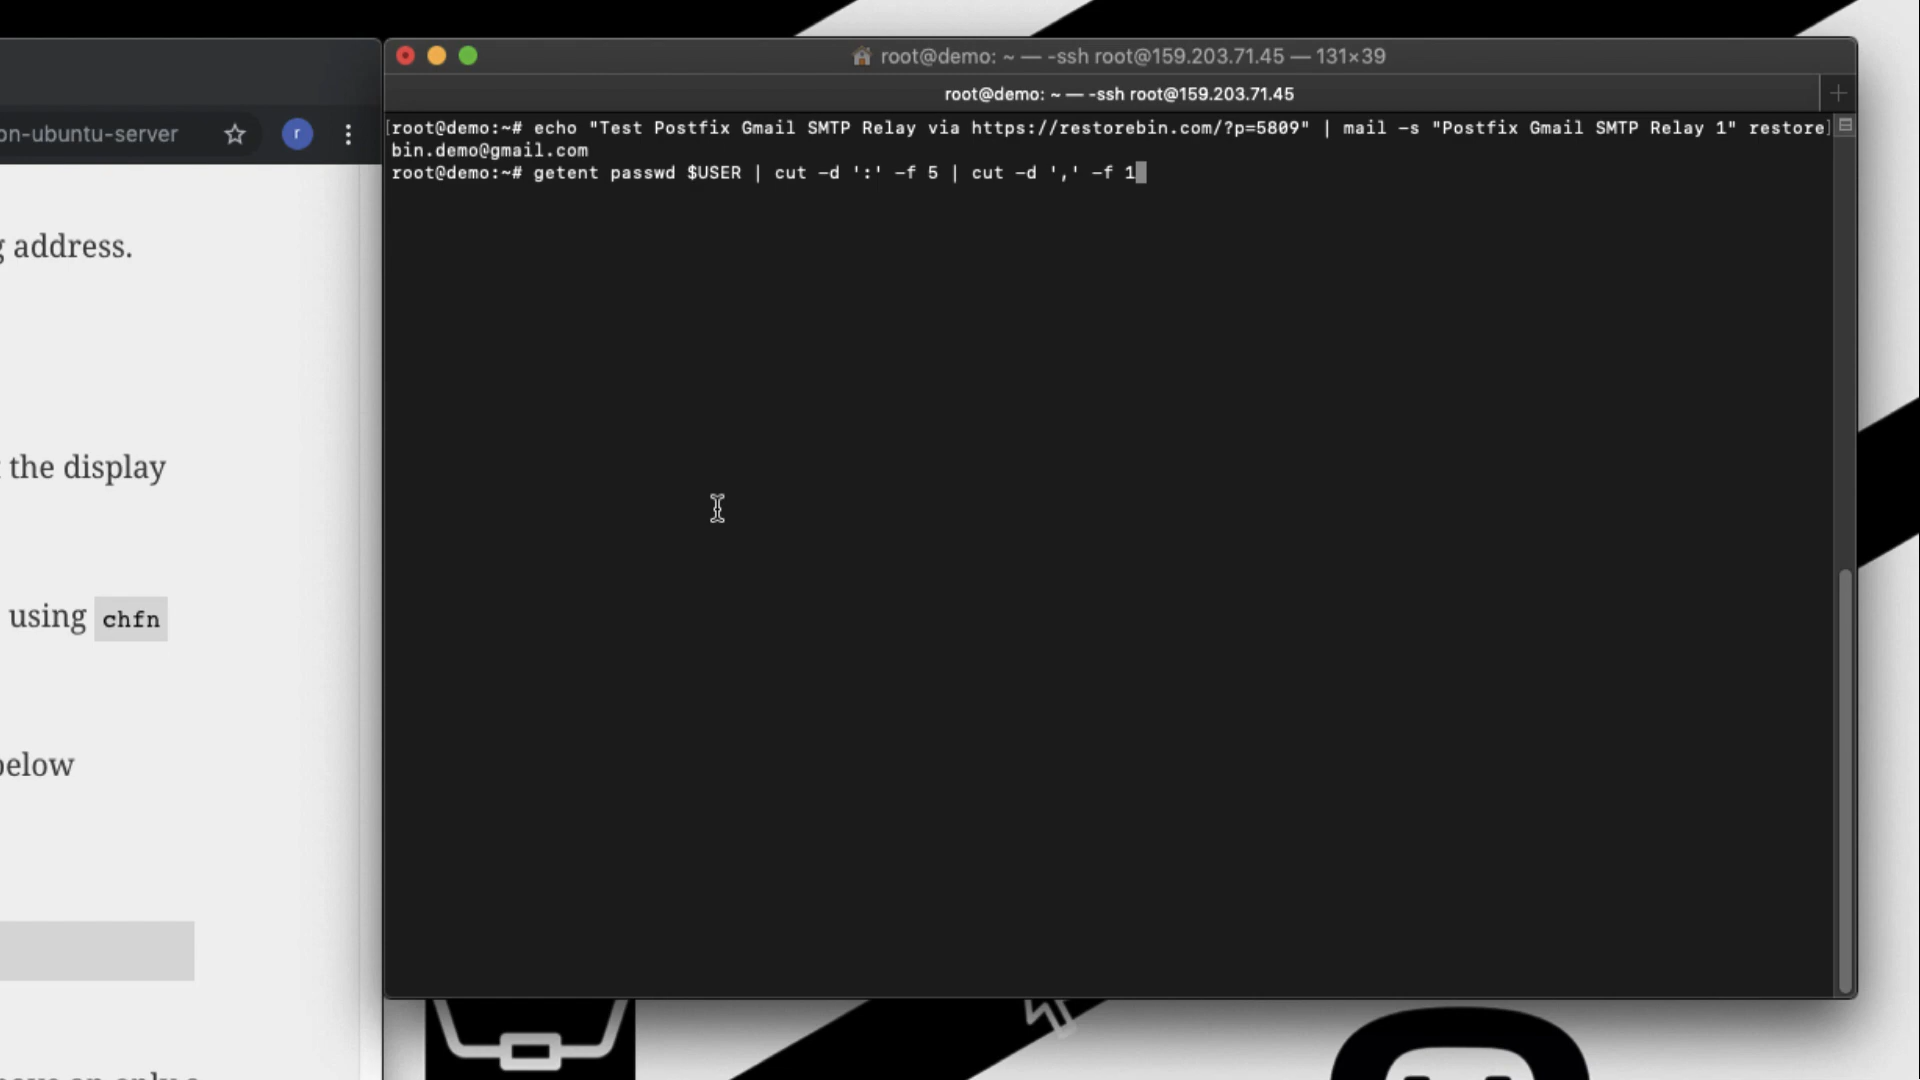 root@demo: ~ — -ssh root@159.203.71.45 — 131×39
root@demo: ~ — -ssh root@159.203.71.45
on-ubuntu-server
r
[root@demo:~# echo "Test Postfix Gmail SMTP Relay via https://restorebin.com/?p=5809" | mail -s "Postfix Gmail SMTP Relay 1" restore]
bin.demo@gmail.com
root@demo:~# getent passwd $USER | cut -d ':' -f 5 | cut -d ',' -f 1
g address.
the display
using chfn
below